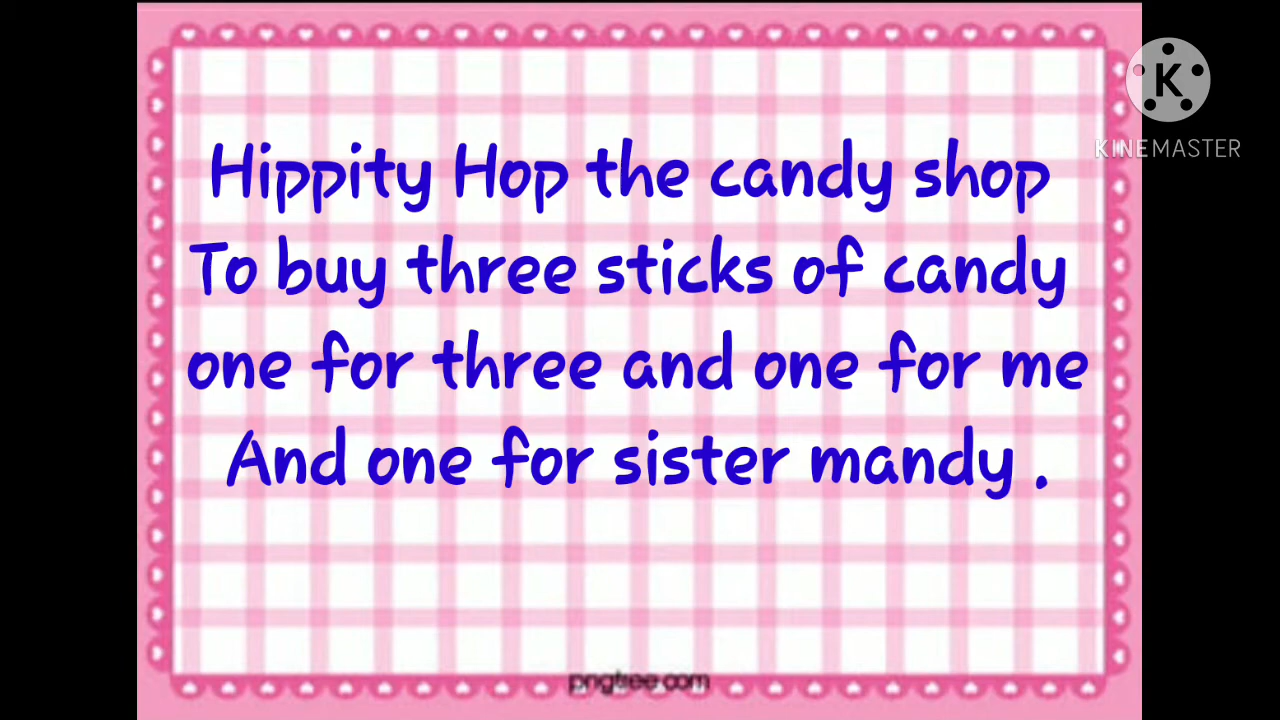 Hippity Hop the candy shop
To buy three sticks of candy
one for three and one for me
And one for sister mandy .
K
KINEMASTER
pngtree.com